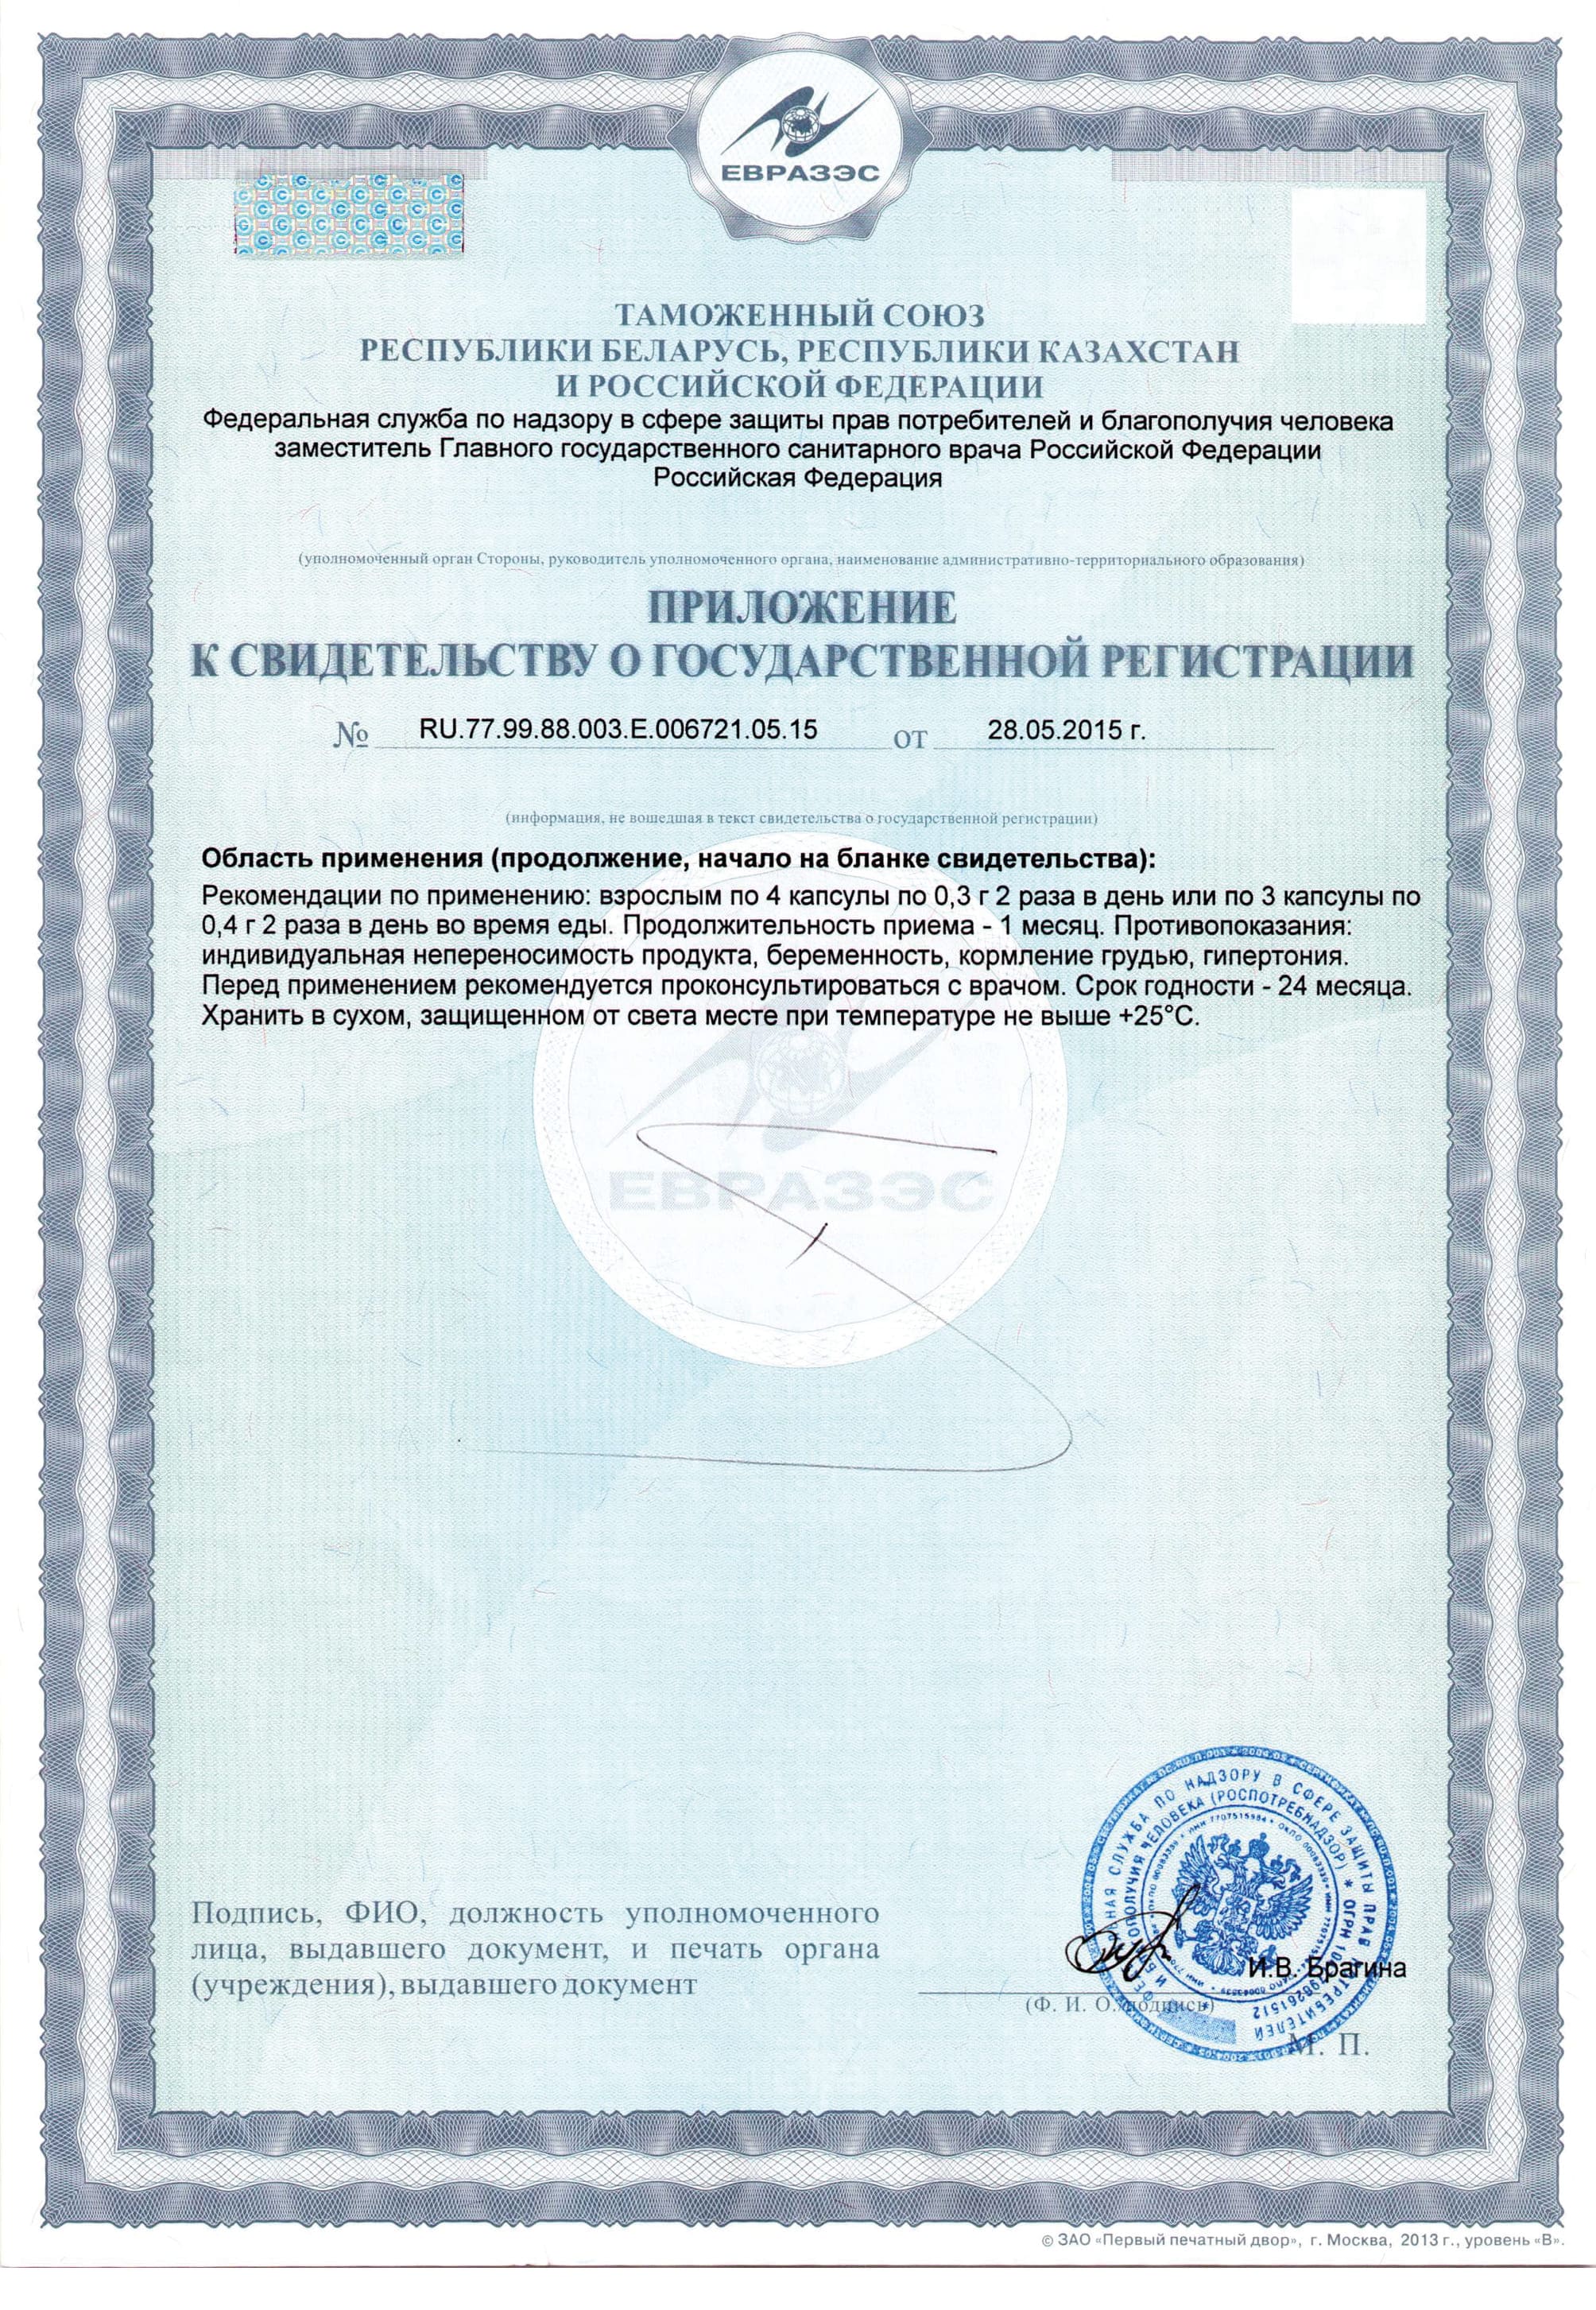 ЕВРАЗЭС
ТАМОЖЕННЫЙ СОЮЗ
РЕСПУБЛИКИ БЕЛАРУСЬ, РЕСПУБЛИКИ КАЗАХСТАН
И РОССИЙСКОЙ ФЕДЕРАЦИИ
Федеральная служба по надзору в сфере защиты прав потребителей и благополучия человека
заместитель Главного государственного санитарного врача Российской Федерации
Российская Федерация
(уполномоченный орган Стороны, руководитель уполномоченного органа, наименование административно-территориального образования)
ПРИЛОЖЕНИЕ
К СВИДЕТЕЛЬСТВУ О ГОСУДАРСТВЕННОЙ РЕГИСТРАЦИИ
№ RU.77.99.88.003.Е.006721.05.15 от 28.05.2015 г.
(информация, не вошедшая в текст свидетельства о государственной регистрации)
Область применения (продолжение, начало на бланке свидетельства):
Рекомендации по применению: взрослым по 4 капсулы по 0,3 г 2 раза в день или по 3 капсулы по
0,4 г 2 раза в день во время еды. Продолжительность приема - 1 месяц. Противопоказания:
индивидуальная непереносимость продукта, беременность, кормление грудью, гипертония.
Перед применением рекомендуется проконсультироваться с врачом. Срок годности - 24 месяца.
Хранить в сухом, защищенном от света месте при температуре не выше +25°С.
ЕВРАЗЭС
СЛУЖБА ПО НАДЗОРУ В СФЕРЕ ЗАЩИТЫ ПРАВ ПОТРЕБИТЕЛЕЙ
ЧЕЛОВЕКА (РОСПОТРЕБНАДЗОР) * ОГРН
Подпись, ФИО, должность уполномоченного
лица, выдавшего документ, и печать органа
(учреждения), выдавшего документ
И.В. Брагина
(Ф. И. О./подпись)
М. П.
© ЗАО «Первый печатный двор», г. Москва, 2013 г., уровень «В».